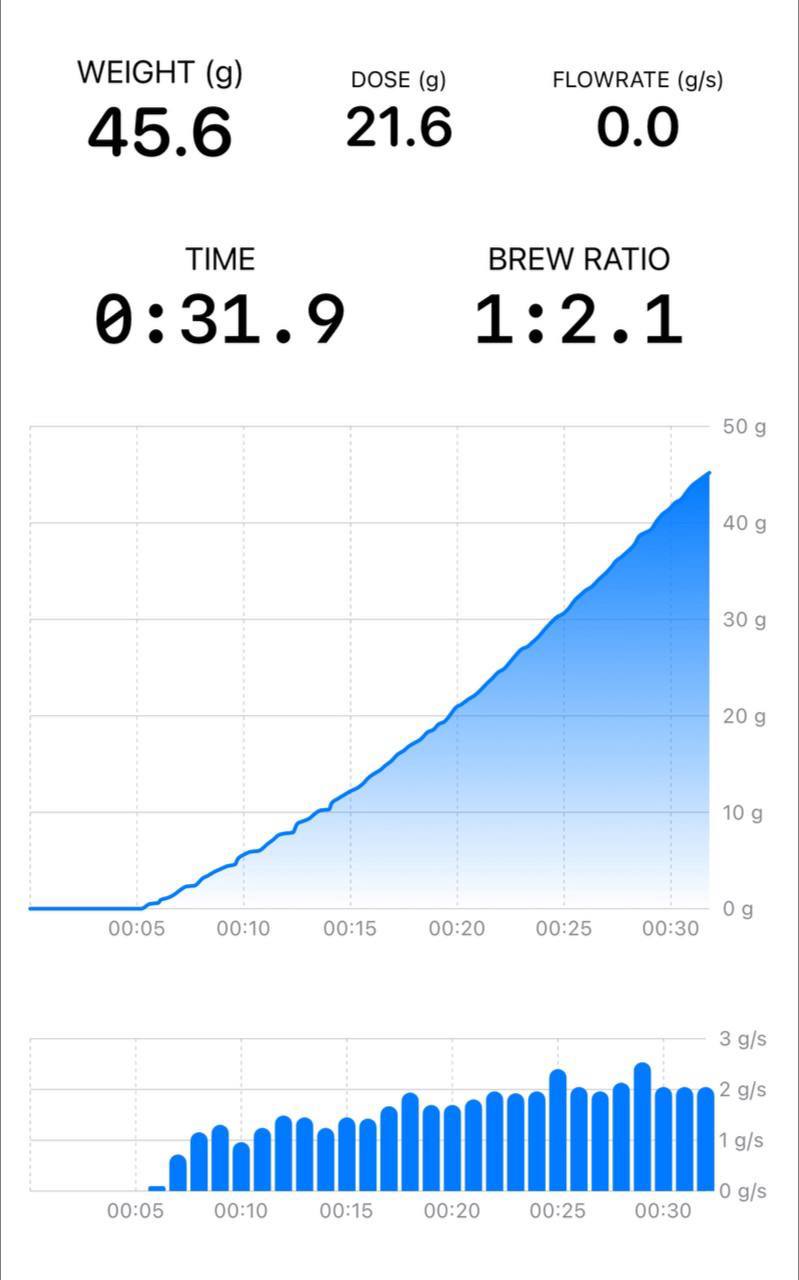 WEIGHT (g) DOSE (g) FLOWRATE (g/s)
45.6 21.6 0.0
TIME BREW RATIO
0:31.9 1:2.1
50 g
40 g
30 g
20 g
10 g
0 g
00:05 00:10 00:15 00:20 00:25 00:30
3 g/s
2 g/s
1 g/s
0 g/s
00:05 00:10 00:15 00:20 00:25 00:30